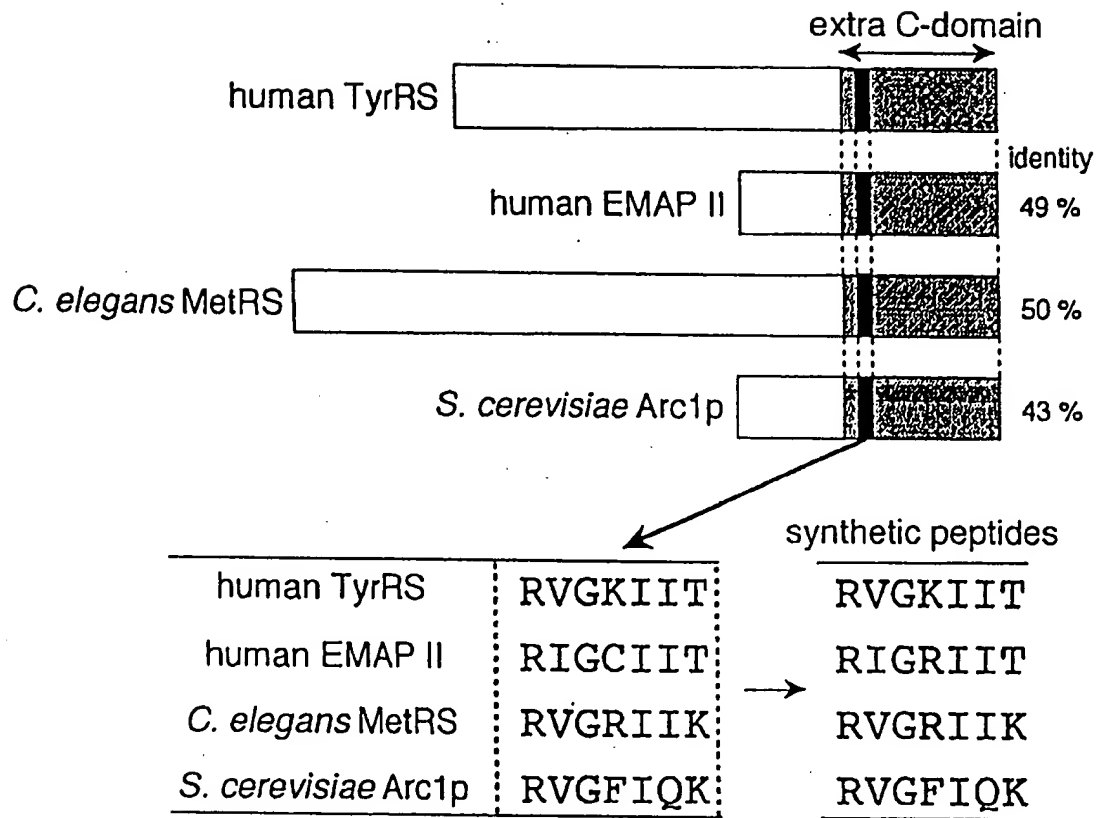 extra C-domain
human TyrRS
identity
human EMAP II 49 %
C. elegans MetRS 50 %
S. cerevisiae Arc1p 43 %
synthetic peptides
human TyrRS RVGKIIT RVGKIIT
human EMAP II RIGCIIT RIGRIIT
C. elegans MetRS RVGRIIK RVGRIIK
S. cerevisiae Arc1p RVGFIQK RVGFIQK